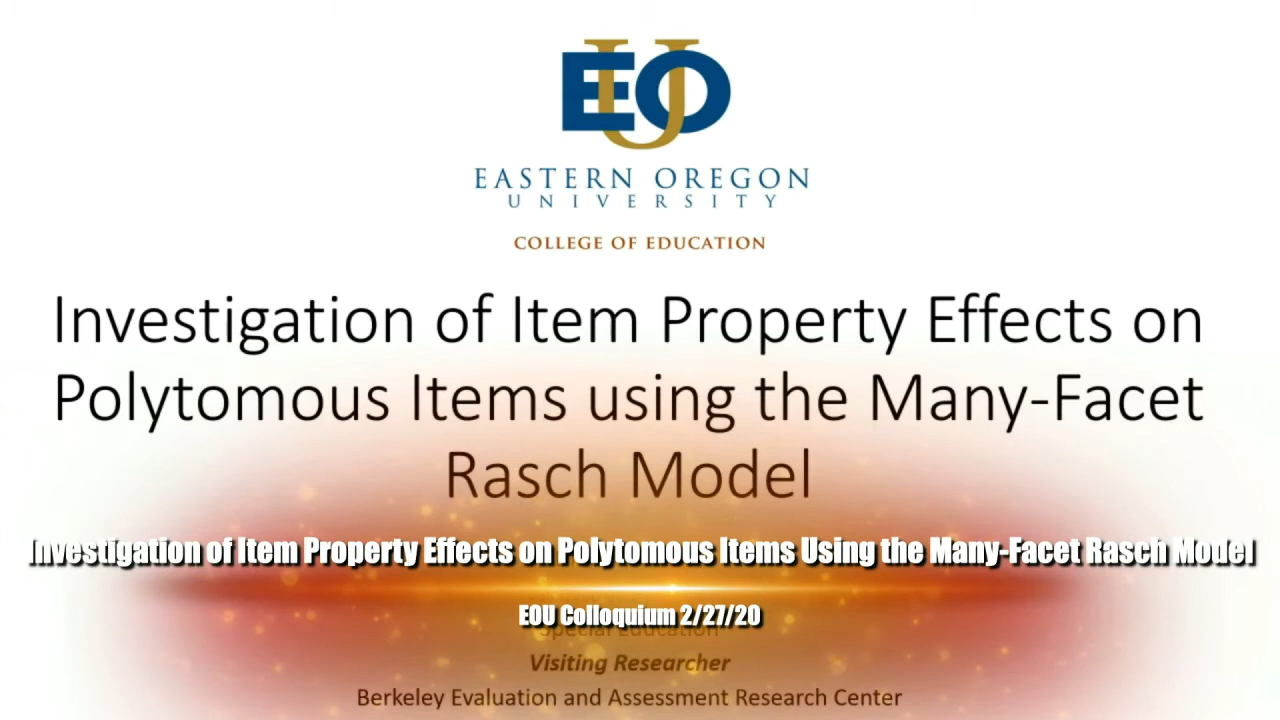 EOU
EASTERN OREGON
UNIVERSITY
COLLEGE OF EDUCATION
Investigation of Item Property Effects on
Polytomous Items using the Many-Facet
Rasch Model
Investigation of Item Property Effects on Polytomous Items Using the Many-Facet Rasch Model
EOU Colloquium 2/27/20
Special Education
Visiting Researcher
Berkeley Evaluation and Assessment Research Center